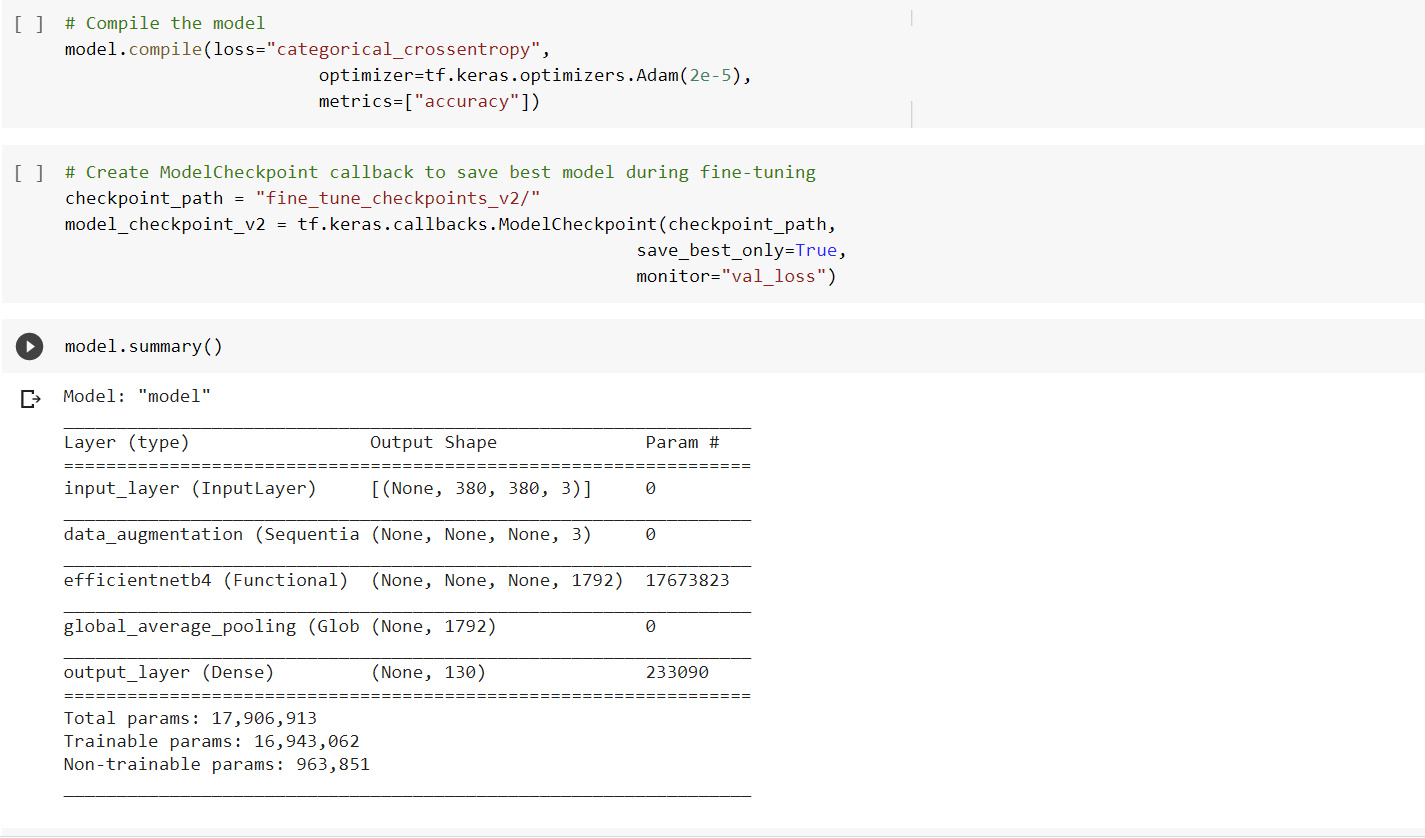 [ ] # Compile the model
model.compile(loss="categorical_crossentropy",
optimizer=tf.keras.optimizers.Adam(2e-5),
metrics=["accuracy"])
[ ] # Create ModelCheckpoint callback to save best model during fine-tuning
checkpoint_path = "fine_tune_checkpoints_v2/"
model_checkpoint_v2 = tf.keras.callbacks.ModelCheckpoint(checkpoint_path,
save_best_only=True,
monitor="val_loss")
model.summary()
Model: "model"
_________________________________________________________________
Layer (type)                 Output Shape              Param #
=================================================================
input_layer (InputLayer)     [(None, 380, 380, 3)]     0
_________________________________________________________________
data_augmentation (Sequentia (None, None, None, 3)     0
_________________________________________________________________
efficientnetb4 (Functional)  (None, None, None, 1792)  17673823
_________________________________________________________________
global_average_pooling (Glob (None, 1792)              0
_________________________________________________________________
output_layer (Dense)         (None, 130)               233090
=================================================================
Total params: 17,906,913
Trainable params: 16,943,062
Non-trainable params: 963,851
_________________________________________________________________